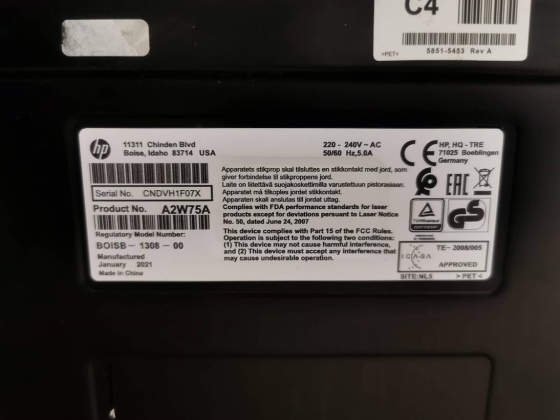 C4
>PET<
5851-5453 Rev A
hp
11311 Chinden Blvd
Boise, Idaho 83714 USA
220 - 240V ~ AC
50/60 Hz, 5.0A
HP, HQ - TRE
71025 Boeblingen
Germany
Serial No. CNDVH1F07X
Product No. A2W75A
Regulatory Model Number:
BOISB - 1308 - 00
Manufactured
January 2021
Made in China
Apparatets stikprop skal tilsluttes en stikkontakt med jord, som
giver forbindelse til stikproppens jord.
Laite on liitettävä suojakoskettimilla varustettuun pistorasiaan.
Apparatet må tilkoples jordet stikkontakt.
Apparaten skall anslutas till jordat uttag.
Complies with FDA performance standards for laser
products except for deviations pursuant to Laser Notice
No. 50, dated June 24, 2007
This device complies with Part 15 of the FCC Rules.
Operation is subject to the following two conditions:
(1) This device may not cause harmful interference,
and (2) This device must accept any interference that
may cause undesirable operation.
CE
EAC
TÜVRheinland
GS
ICASA
TE- 2008/005
APPROVED
SITE:NL5
>PET<